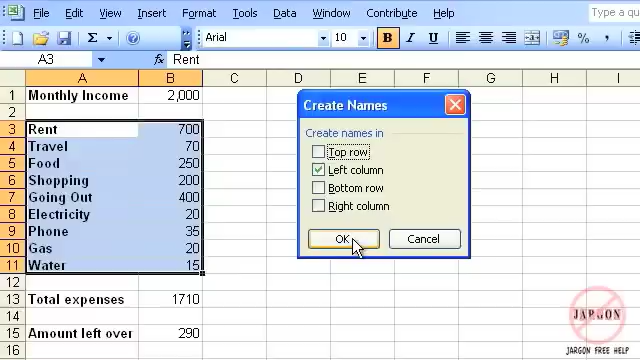 File Edit View Insert Format Tools Data Window Help
Type a qu
Σ
Arial 10 B I U
A3 fx Rent
A B C D E F G H I
1 Monthly Income 2,000
2
3 Rent 700
4 Travel 70
5 Food 250
6 Shopping 200
7 Going Out 400
8 Electricity 20
9 Phone 35
10 Gas 20
11 Water 15
12
13 Total expenses 1710
14
15 Amount left over 290
16
Create Names
Create names in
Top row
Left column
Bottom row
Right column
OK Cancel
JARGON
JARGON FREE HELP